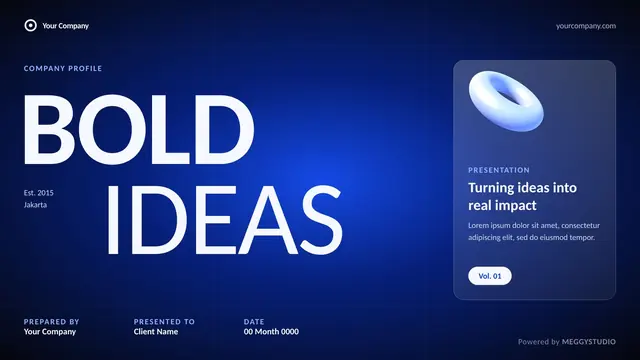 Your Company
yourcompany.com
COMPANY PROFILE
BOLD
IDEAS
Est. 2015
Jakarta
PRESENTATION
Turning ideas into
real impact
Lorem ipsum dolor sit amet, consectetur
adipiscing elit, sed do eiusmod tempor.
Vol. 01
PREPARED BY
Your Company
PRESENTED TO
Client Name
DATE
00 Month 0000
Powered by MEGGYSTUDIO